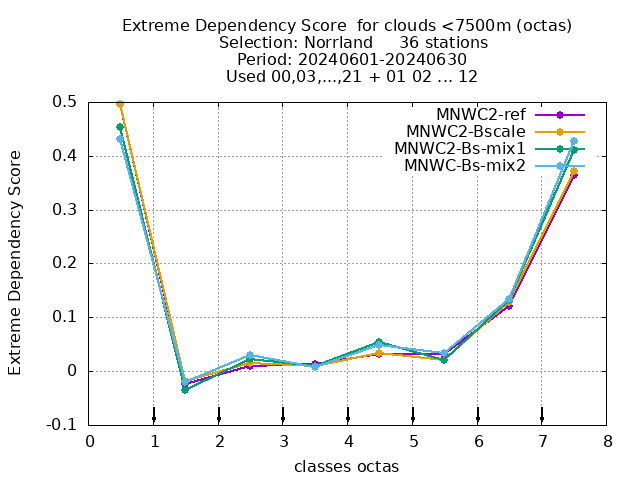 Extreme Dependency Score  for clouds <7500m (octas)
Selection: Norrland     36 stations
Period: 20240601-20240630
Used 00,03,...,21 + 01 02 ... 12
MNWC2-ref
MNWC2-Bscale
MNWC2-Bs-mix1
MNWC-Bs-mix2
Extreme Dependency Score
0.5
0.4
0.3
0.2
0.1
0
-0.1
0 1 2 3 4 5 6 7 8
classes octas